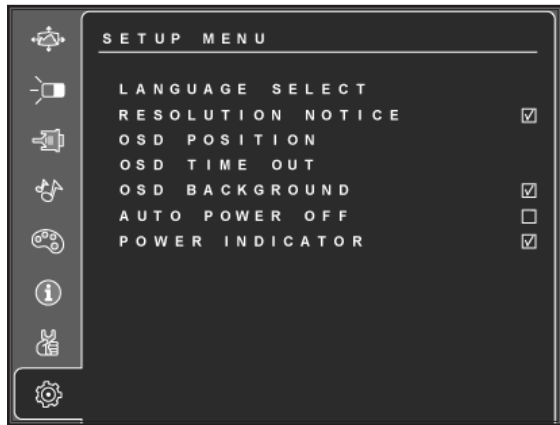 SETUP MENU
LANGUAGE SELECT
RESOLUTION NOTICE
OSD POSITION
OSD TIME OUT
OSD BACKGROUND
AUTO POWER OFF
POWER INDICATOR